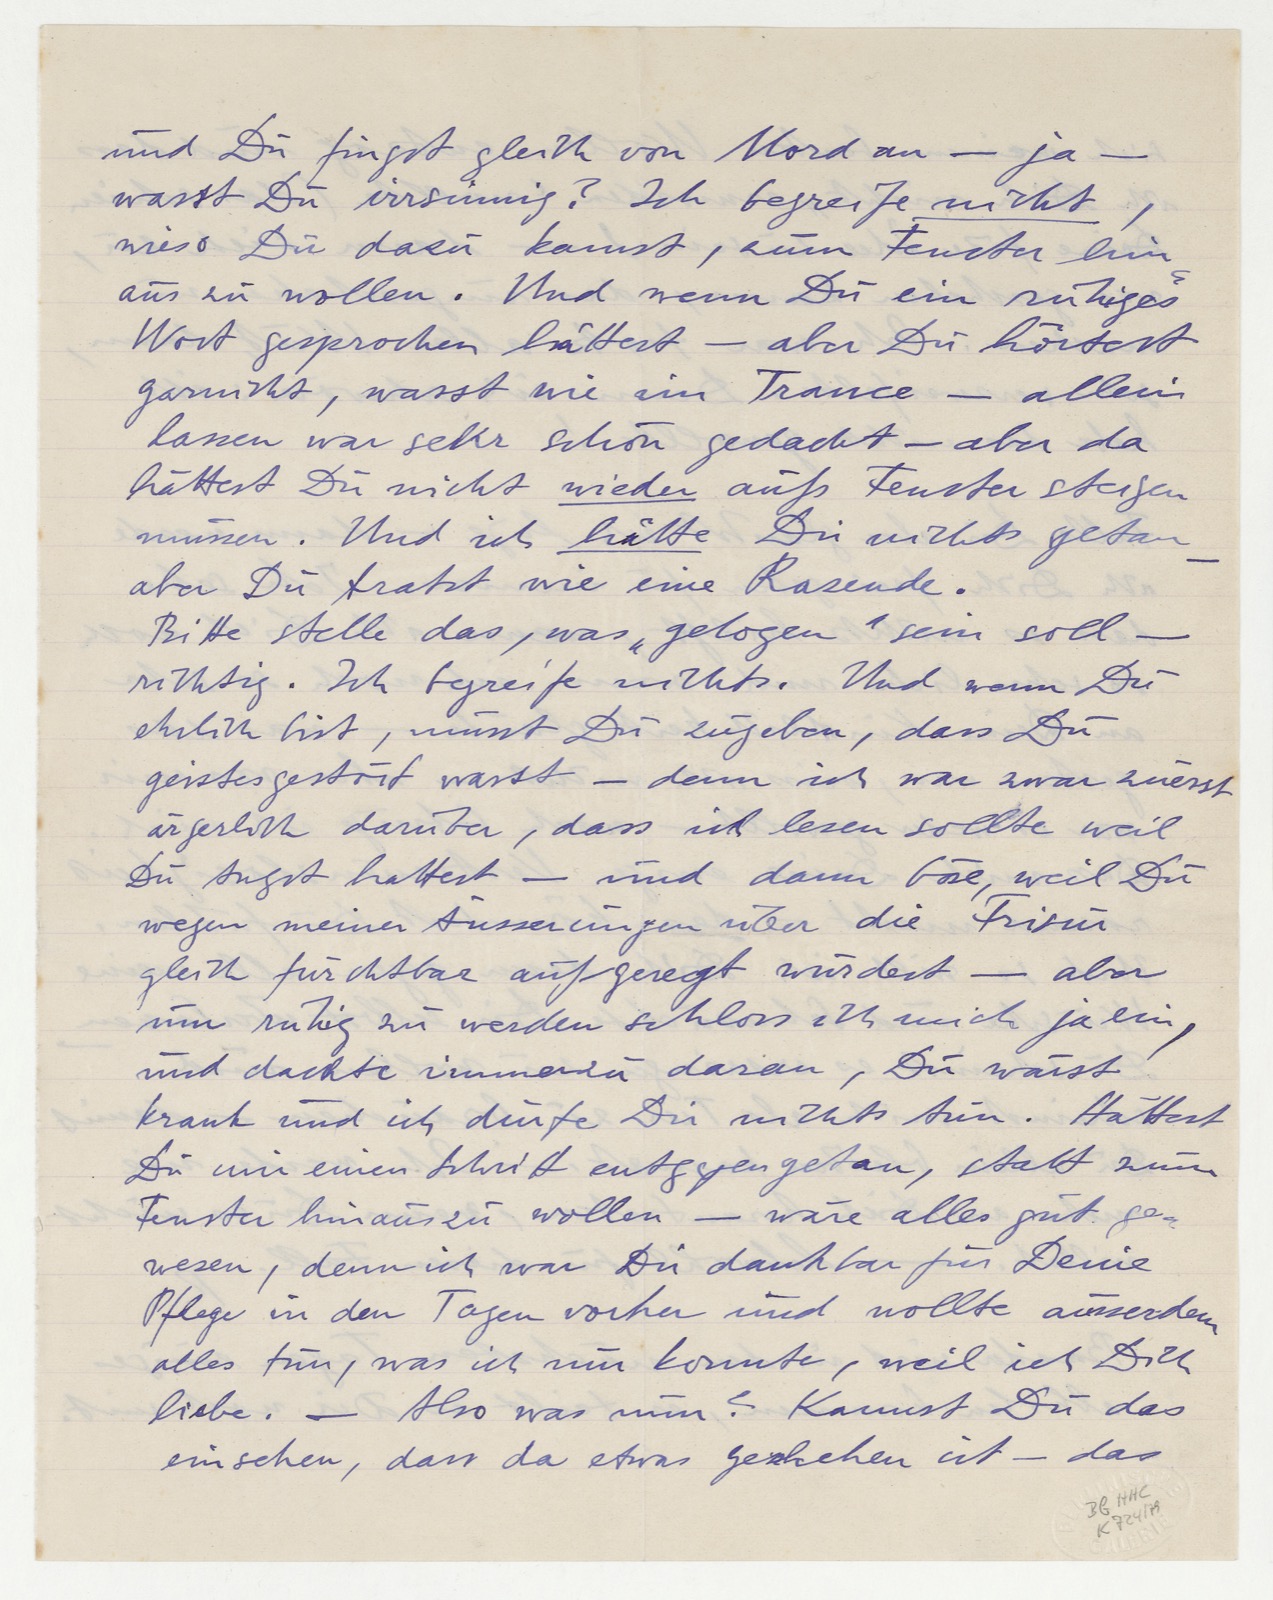 und Du fingst gleich von Mord an — ja —
warst Du irrsinnig? Ich begreife nicht,
wieso Du dazu kamst, zum Fenster hin-
aus zu wollen. Und wenn Du ein ruhiges
Wort gesprochen hättest — aber Du hörtest
garnicht, warst wie in Trance — allein
lassen war sehr schön gedacht — aber da
hättest Du nicht wieder aufs Fenster steigen
müssen. Und ich hätte Dir nichts getan —
aber Du tratst wie eine Rasende.
Bitte stelle das, was „gelogen“ sein soll —
richtig. Ich begreife nichts. Und wenn Du
ehrlich bist, musst Du zugeben, dass Du
geistesgestört warst — denn ich war zwar zuerst
ärgerlich darüber, dass ich lesen sollte weil
Du Angst hattest — und dann böse, weil Du
wegen meiner Äusserungen über die Frisur
gleich furchtbar aufgeregt wurdest — aber
um ruhig zu werden schloss ich mich ja ein,
und dachte immerzu daran, Du wärst
krank und ich dürfe Dir nichts tun. Hättest
Du mir einen Schritt entgegengetan, statt zum
Fenster hinauszu wollen — wäre alles gut ge-
wesen, denn ich war Dir dankbar für Deine
Pflege in den Tagen vorher und wollte ausserdem
alles tun, was ich nur konnte, weil ich Dich
liebe. — Also was nun? Kannst Du das
einsehen, dass da etwas geschehen ist — das
BG HHC
K 724/79